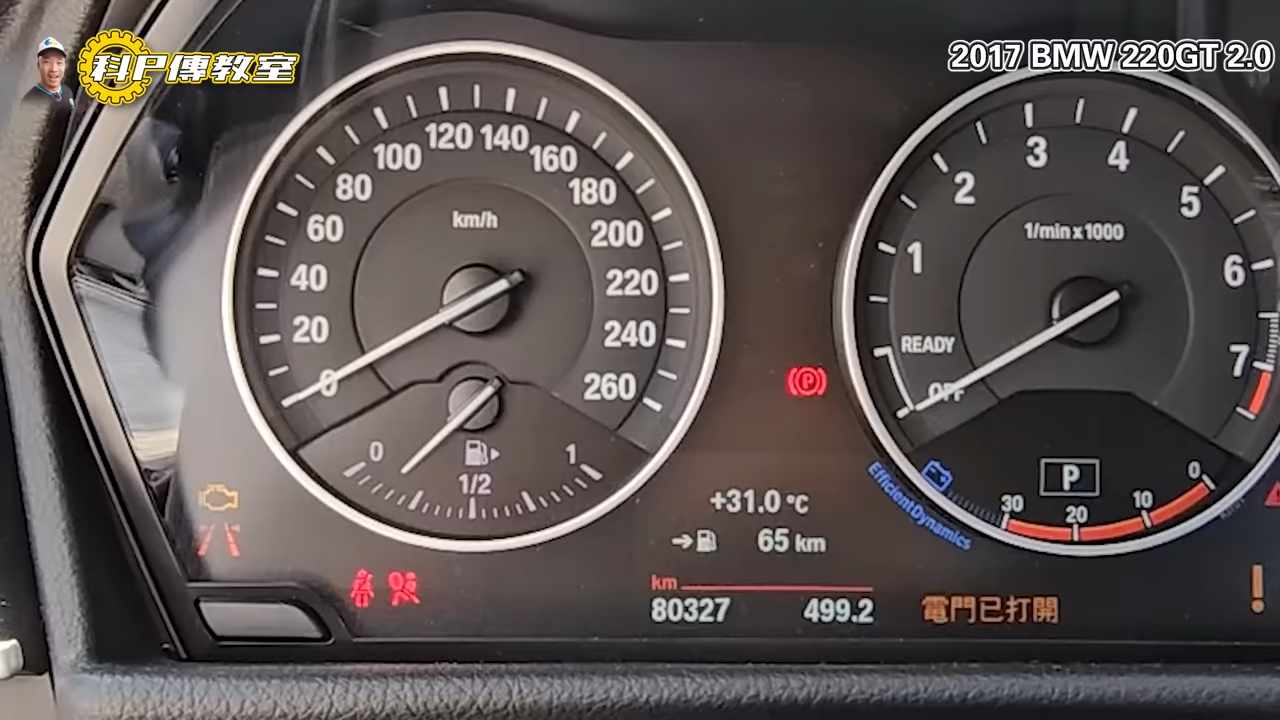 科P傳教室
2017 BMW 220GT 2.0
0
20
40
60
80
100
120
140
160
180
200
220
240
260
km/h
0
1/2
1
OFF
READY
1
2
3
4
5
6
7
1/min x 1000
P
EfficientDynamics
30
20
10
0
+31.0 °C
65 km
km
80327 499.2
電門已打開